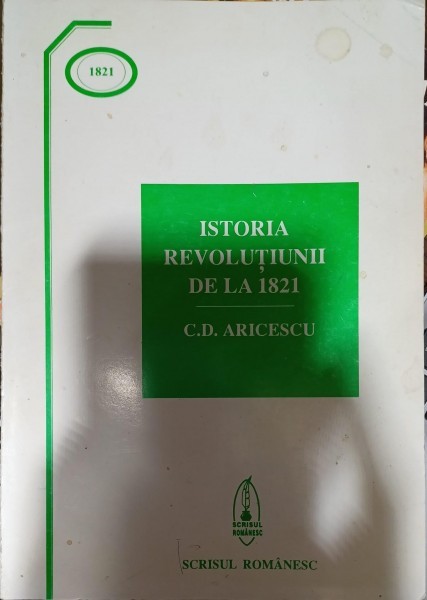 1821
ISTORIA
REVOLUȚIUNII
DE LA 1821
C.D. ARICESCU
SCRISUL
ROMÂNESC
SCRISUL ROMÂNESC